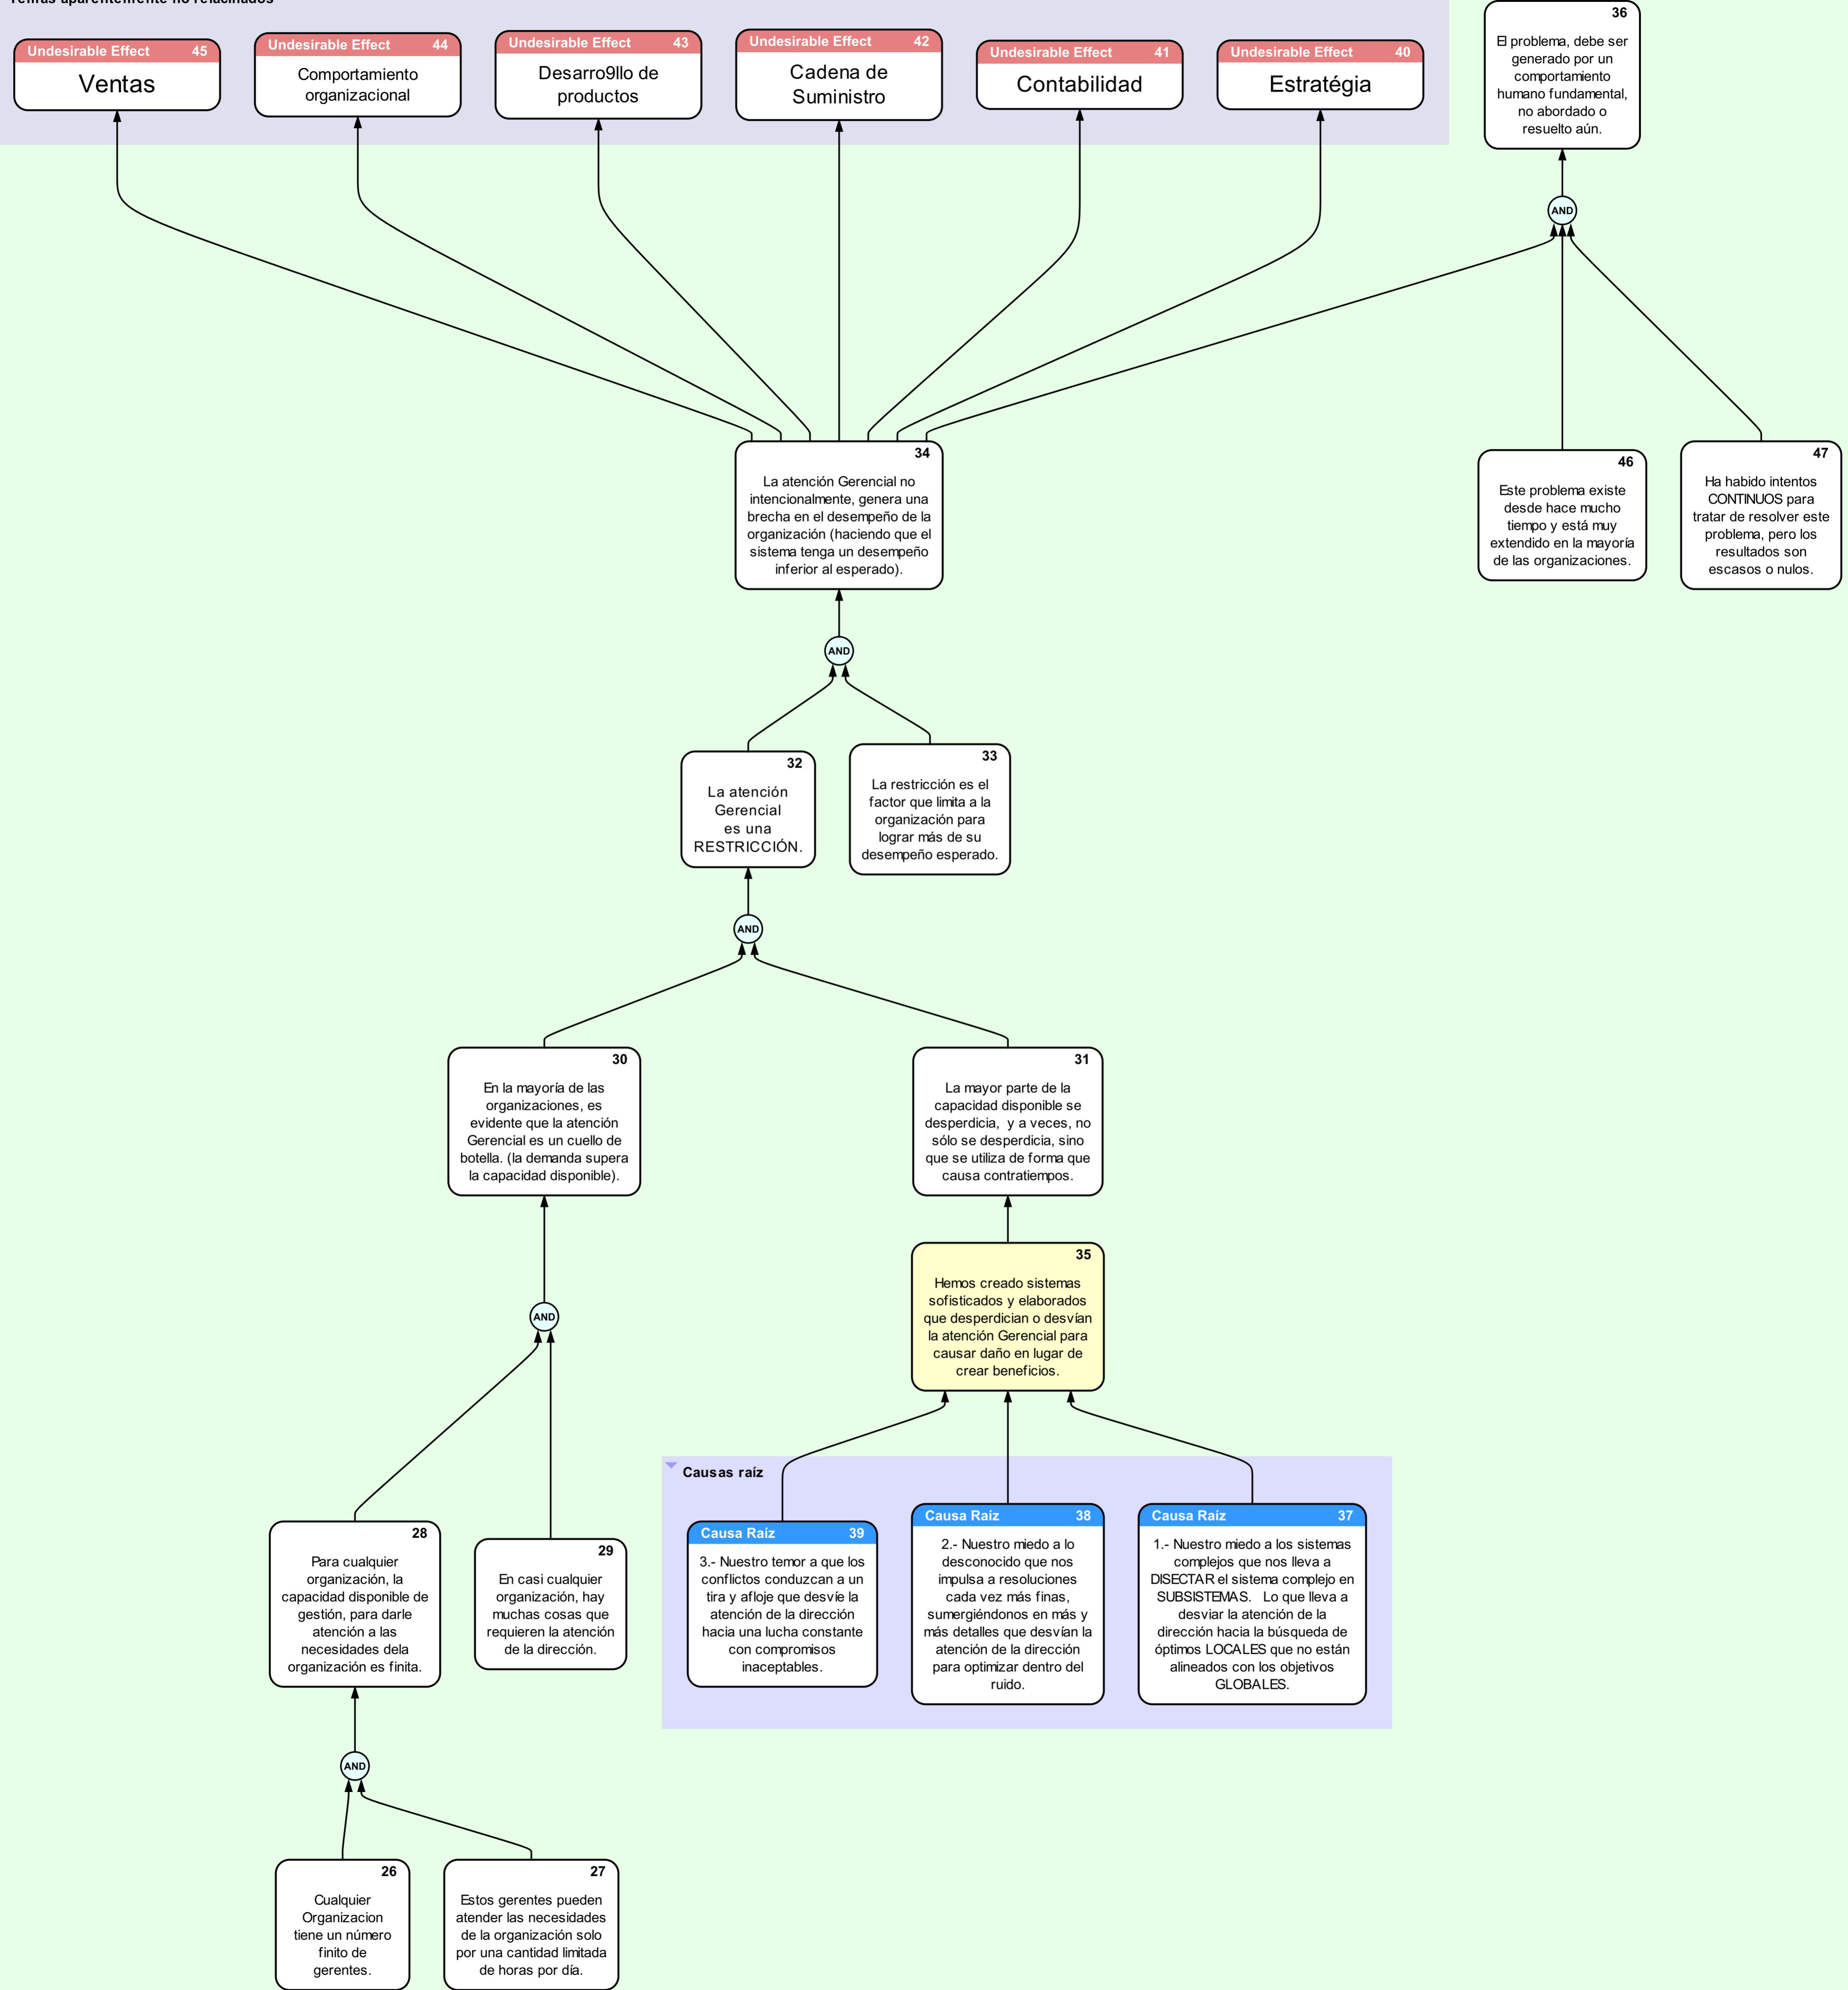 Undesirable Effect 45
Ventas
Undesirable Effect 44
Comportamiento
organizacional
Undesirable Effect 43
Desarro9llo de
productos
Undesirable Effect 42
Cadena de
Suministro
Undesirable Effect 41
Contabilidad
Undesirable Effect 40
Estratégia
36
El problema, debe ser
generado por un
comportamiento
humano fundamental,
no abordado o
resuelto aún.
AND
34
La atención Gerencial no
intencionalmente, genera una
brecha en el desempeño de la
organización (haciendo que el
sistema tenga un desempeño
inferior al esperado).
46
Este problema existe
desde hace mucho
tiempo y está muy
extendido en la mayoría
de las organizaciones.
47
Ha habido intentos
CONTINUOS para
tratar de resolver este
problema, pero los
resultados son
escasos o nulos.
AND
32
La atención
Gerencial
es una
RESTRICCIÓN.
33
La restricción es el
factor que limita a la
organización para
lograr más de su
desempeño esperado.
AND
30
En la mayoría de las
organizaciones, es
evidente que la atención
Gerencial es un cuello de
botella. (la demanda supera
la capacidad disponible).
31
La mayor parte de la
capacidad disponible se
desperdicia, y a veces, no
sólo se desperdicia, sino
que se utiliza de forma que
causa contratiempos.
35
Hemos creado sistemas
sofisticados y elaborados
que desperdician o desvían
la atención Gerencial para
causar daño en lugar de
crear beneficios.
AND
Causas raíz
28
Para cualquier
organización, la
capacidad disponible de
gestión, para darle
atención a las
necesidades dela
organización es finita.
29
En casi cualquier
organización, hay
muchas cosas que
requieren la atención
de la dirección.
Causa Raíz 39
3.- Nuestro temor a que los
conflictos conduzcan a un
tira y afloje que desvíe la
atención de la dirección
hacia una lucha constante
con compromisos
inaceptables.
Causa Raíz 38
2.- Nuestro miedo a lo
desconocido que nos
impulsa a resoluciones
cada vez más finas,
sumergiéndonos en más y
más detalles que desvían la
atención de la dirección
para optimizar dentro del
ruido.
Causa Raíz 37
1.- Nuestro miedo a los sistemas
complejos que nos lleva a
DISECTAR el sistema complejo en
SUBSISTEMAS. Lo que lleva a
desviar la atención de la
dirección hacia la búsqueda de
óptimos LOCALES que no están
alineados con los objetivos
GLOBALES.
AND
26
Cualquier
Organizacion
tiene un número
finito de
gerentes.
27
Estos gerentes pueden
atender las necesidades
de la organización solo
por una cantidad limitada
de horas por día.